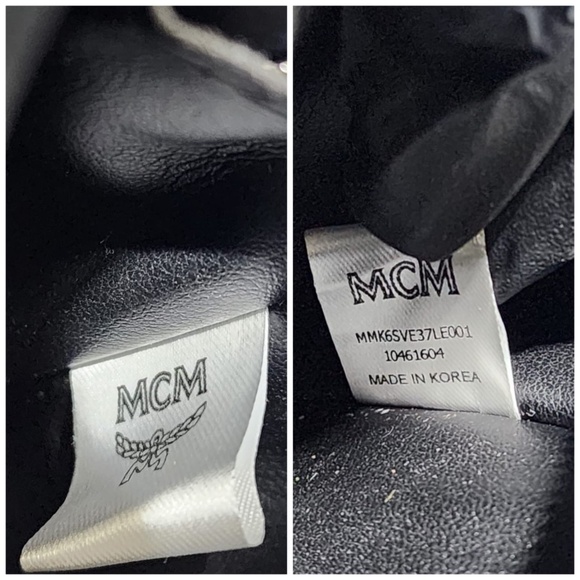 MCM
MCM
MMK6SVE37LE001
10461604
MADE IN KOREA